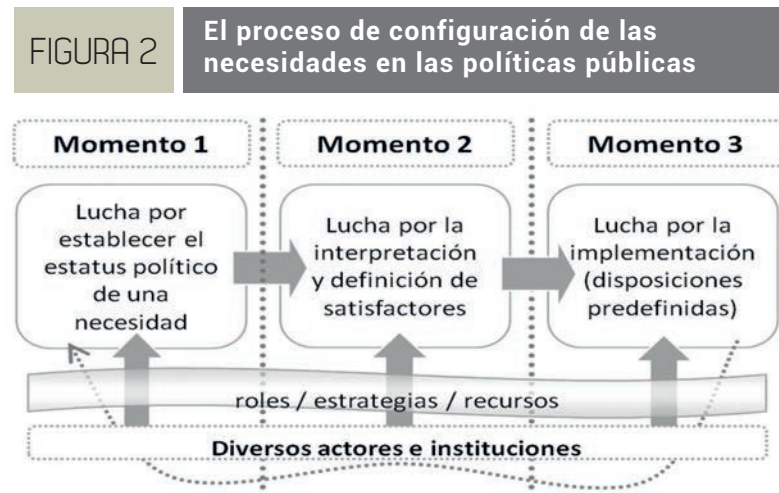 FIGURA 2
El proceso de configuración de las
necesidades en las políticas públicas
Momento 1
Momento 2
Momento 3
Lucha por
establecer el
estatus político
de una
necesidad
Lucha por la
interpretación
y definición de
satisfactores
Lucha por la
implementación
(disposiciones
predefinidas)
roles / estrategias / recursos
Diversos actores e instituciones